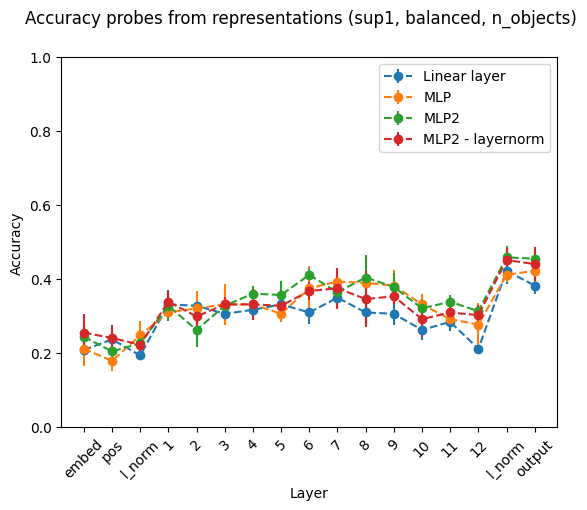 Accuracy probes from representations (sup1, balanced, n_objects)
1.0
0.8
0.6
0.4
0.2
0.0
Accuracy
Linear layer
MLP
MLP2
MLP2 - layernorm
embed
pos
l_norm
1
2
3
4
5
6
7
8
9
10
11
12
l_norm
output
Layer